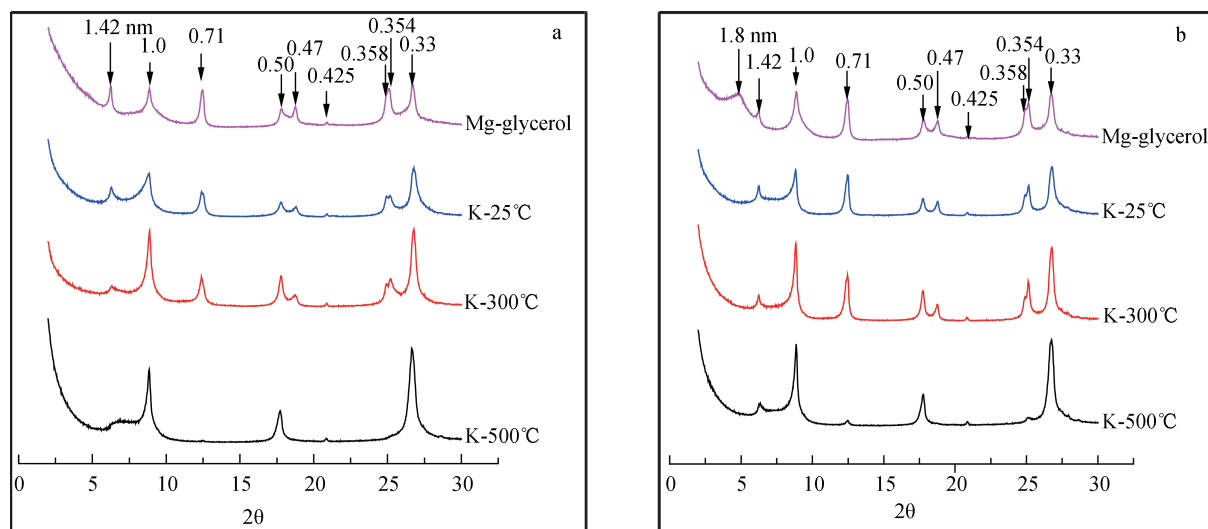 a
1.42 nm
1.0
0.71
0.50
0.47
0.425
0.358
0.354
0.33
Mg-glycerol
K-25℃
K-300℃
K-500℃
0 5 10 15 20 25 30
2θ
b
1.8 nm
1.42
1.0
0.71
0.50
0.47
0.425
0.358
0.354
0.33
Mg-glycerol
K-25℃
K-300℃
K-500℃
0 5 10 15 20 25 30
2θ